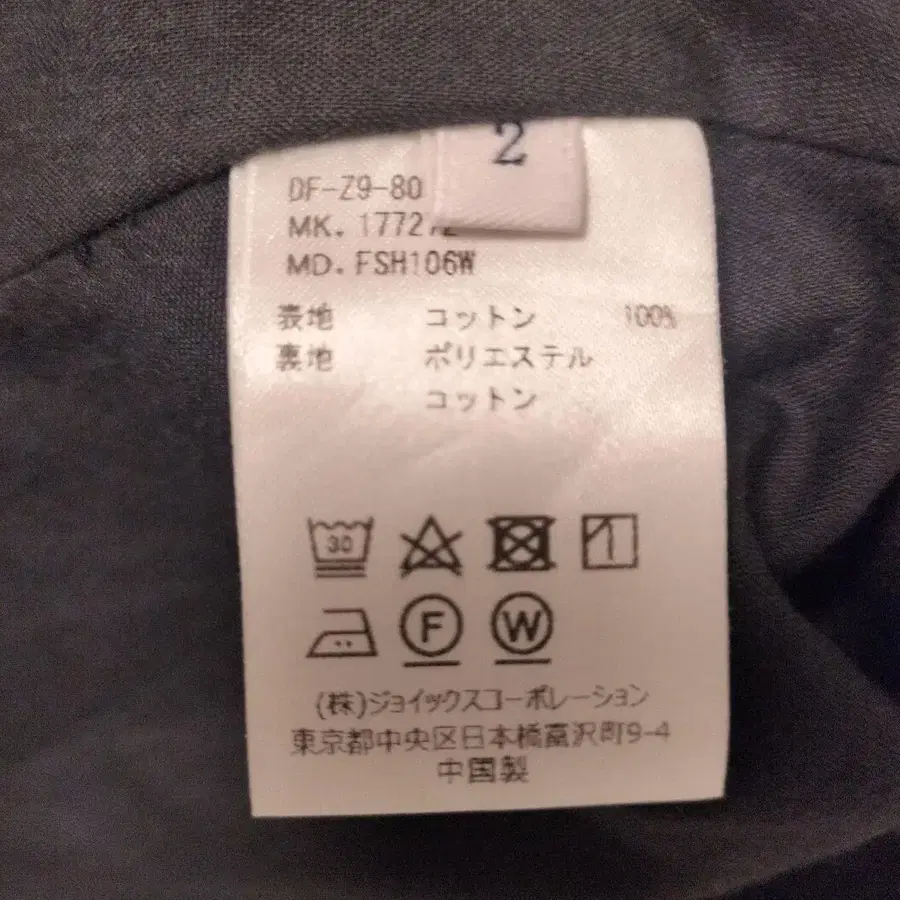 2
DF-Z9-80
MK. 1772
MD. FSH106W
表地 コットン 100%
裏地 ポリエステル
コットン
30
F W
(株)ジョイックスコーポレーション
東京都中央区日本橋富沢町9-4
中国製